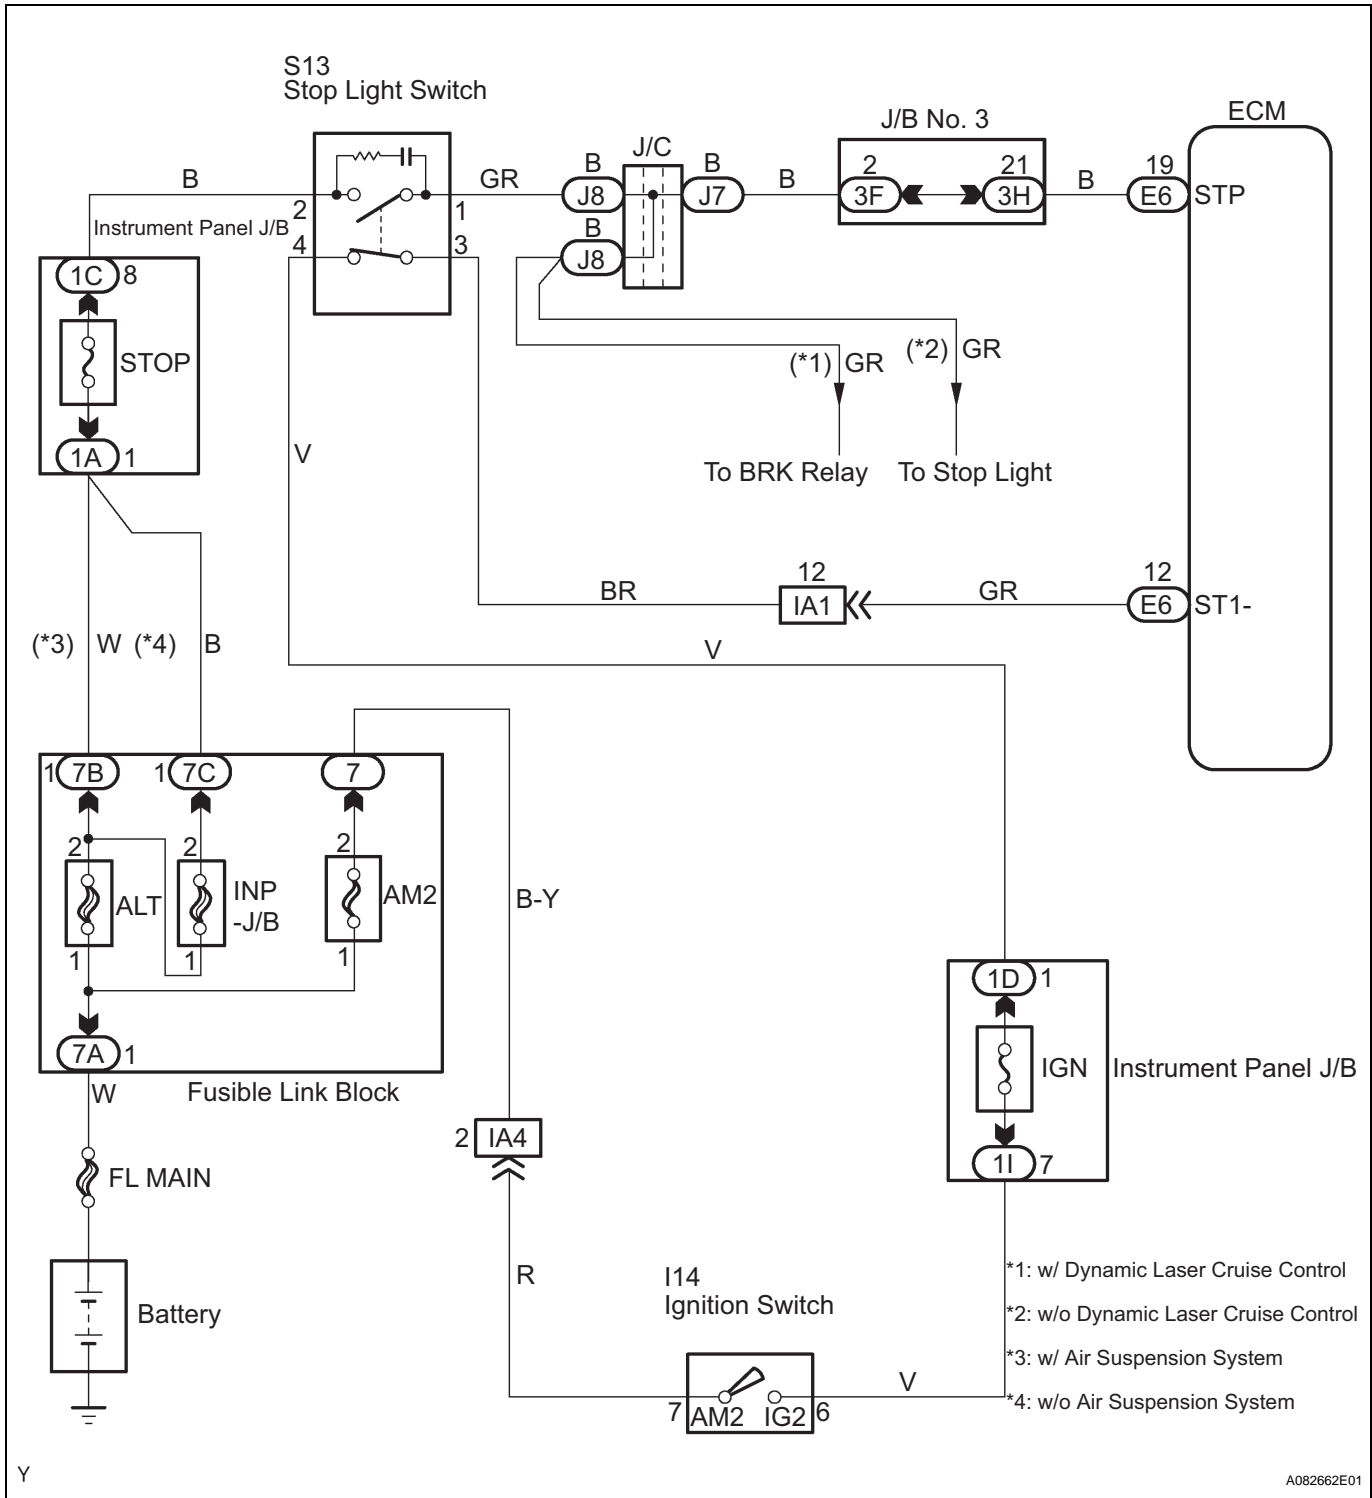 S13
Stop Light Switch
J/B No. 3
ECM
J/C
B
GR
B
J8
B
J7
B
2
3F
21
3H
B
19
E6
STP
2
1
Instrument Panel J/B
4
3
B
J8
1C
8
STOP
1A
1
V
(*1)
GR
(*2)
GR
To BRK Relay
To Stop Light
BR
12
IA1
GR
12
E6
ST1-
(*3)
W
(*4)
B
V
1
7B
1
7C
7
2
2
2
ALT
INP
-J/B
AM2
1
1
1
B-Y
7A
1
W
Fusible Link Block
1D
1
IGN
Instrument Panel J/B
1I
7
2
IA4
FL MAIN
Battery
R
I14
Ignition Switch
7
AM2
IG2
6
V
*1: w/ Dynamic Laser Cruise Control
*2: w/o Dynamic Laser Cruise Control
*3: w/ Air Suspension System
*4: w/o Air Suspension System
Y
A082662E01